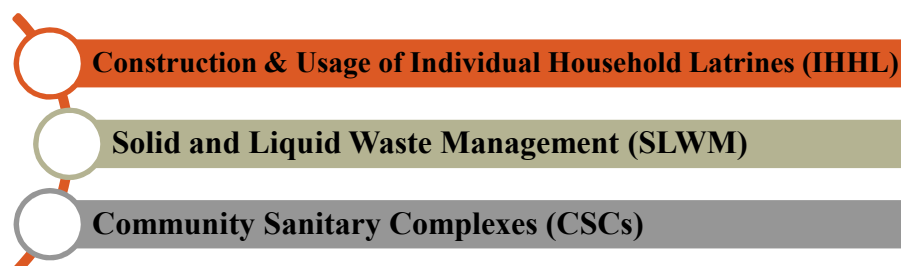 Construction & Usage of Individual Household Latrines (IHHL)
Solid and Liquid Waste Management (SLWM)
Community Sanitary Complexes (CSCs)